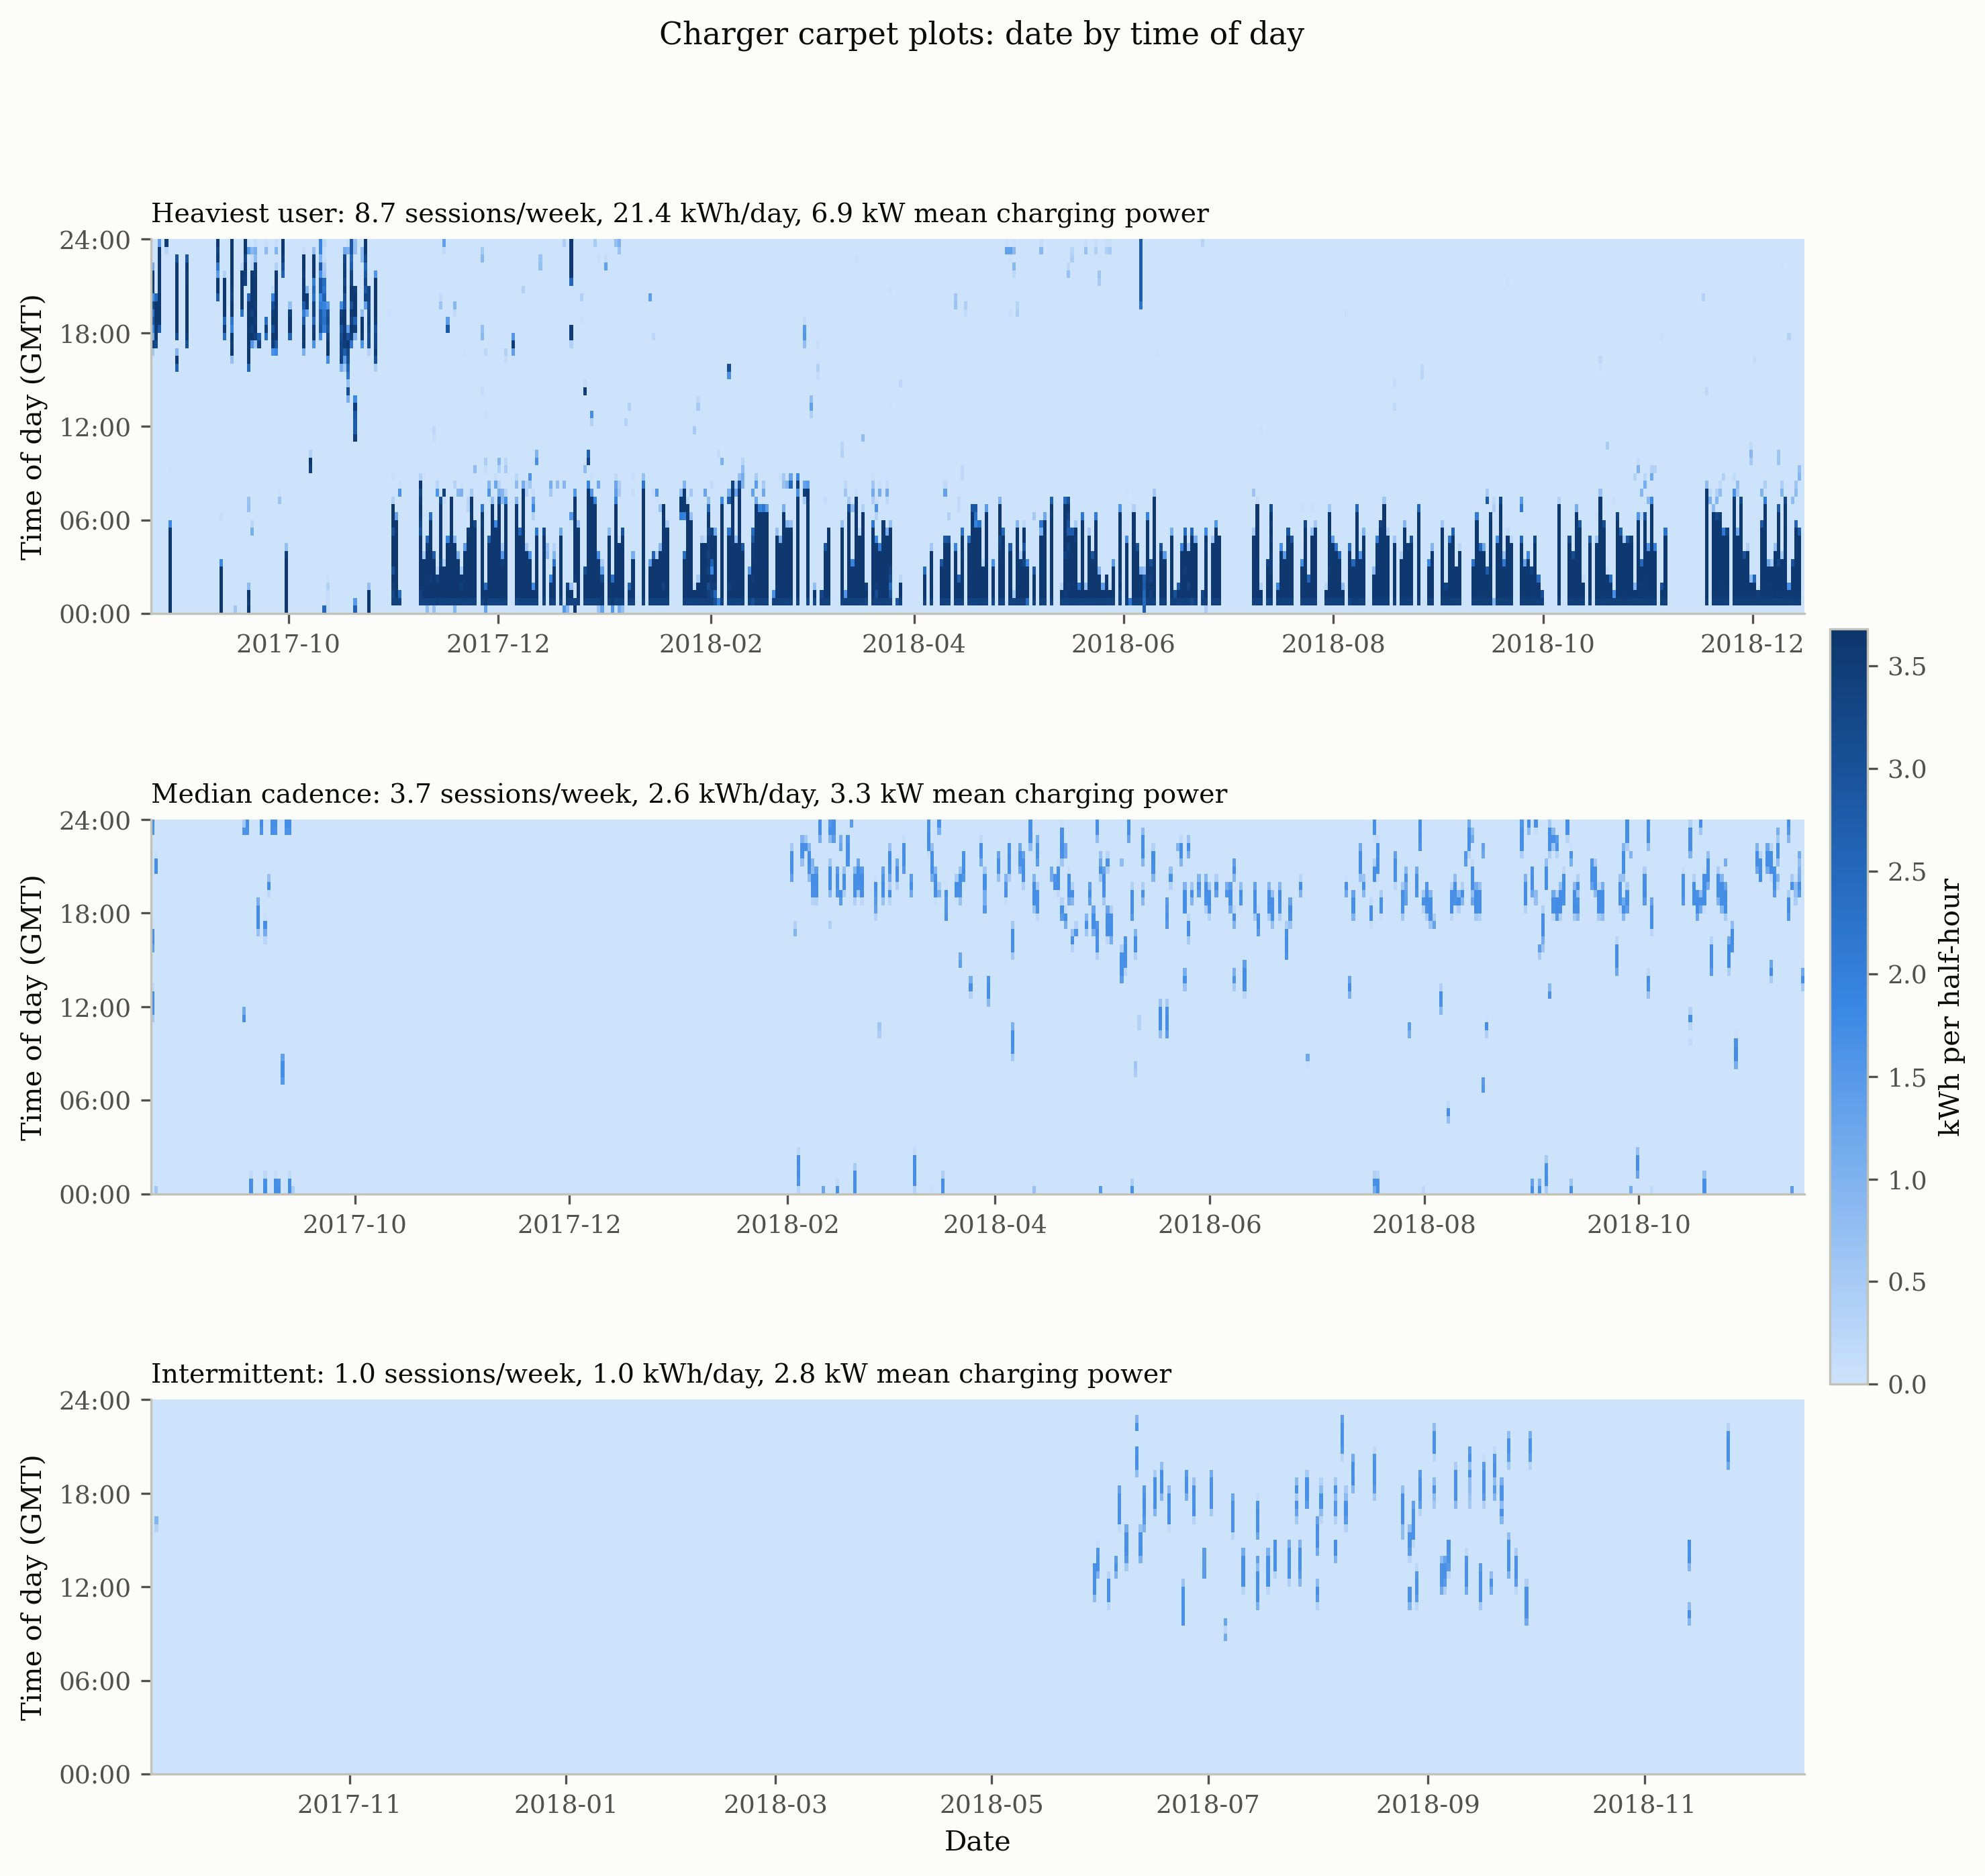 Charger carpet plots: date by time of day
Heaviest user: 8.7 sessions/week, 21.4 kWh/day, 6.9 kW mean charging power
Time of day (GMT)
24:00
18:00
12:00
06:00
00:00
2017-10 2017-12 2018-02 2018-04 2018-06 2018-08 2018-10 2018-12
Median cadence: 3.7 sessions/week, 2.6 kWh/day, 3.3 kW mean charging power
Time of day (GMT)
24:00
18:00
12:00
06:00
00:00
2017-10 2017-12 2018-02 2018-04 2018-06 2018-08 2018-10
Intermittent: 1.0 sessions/week, 1.0 kWh/day, 2.8 kW mean charging power
Time of day (GMT)
24:00
18:00
12:00
06:00
00:00
2017-11 2018-01 2018-03 2018-05 2018-07 2018-09 2018-11
Date
3.5
3.0
2.5
2.0
1.5
1.0
0.5
0.0
kWh per half-hour